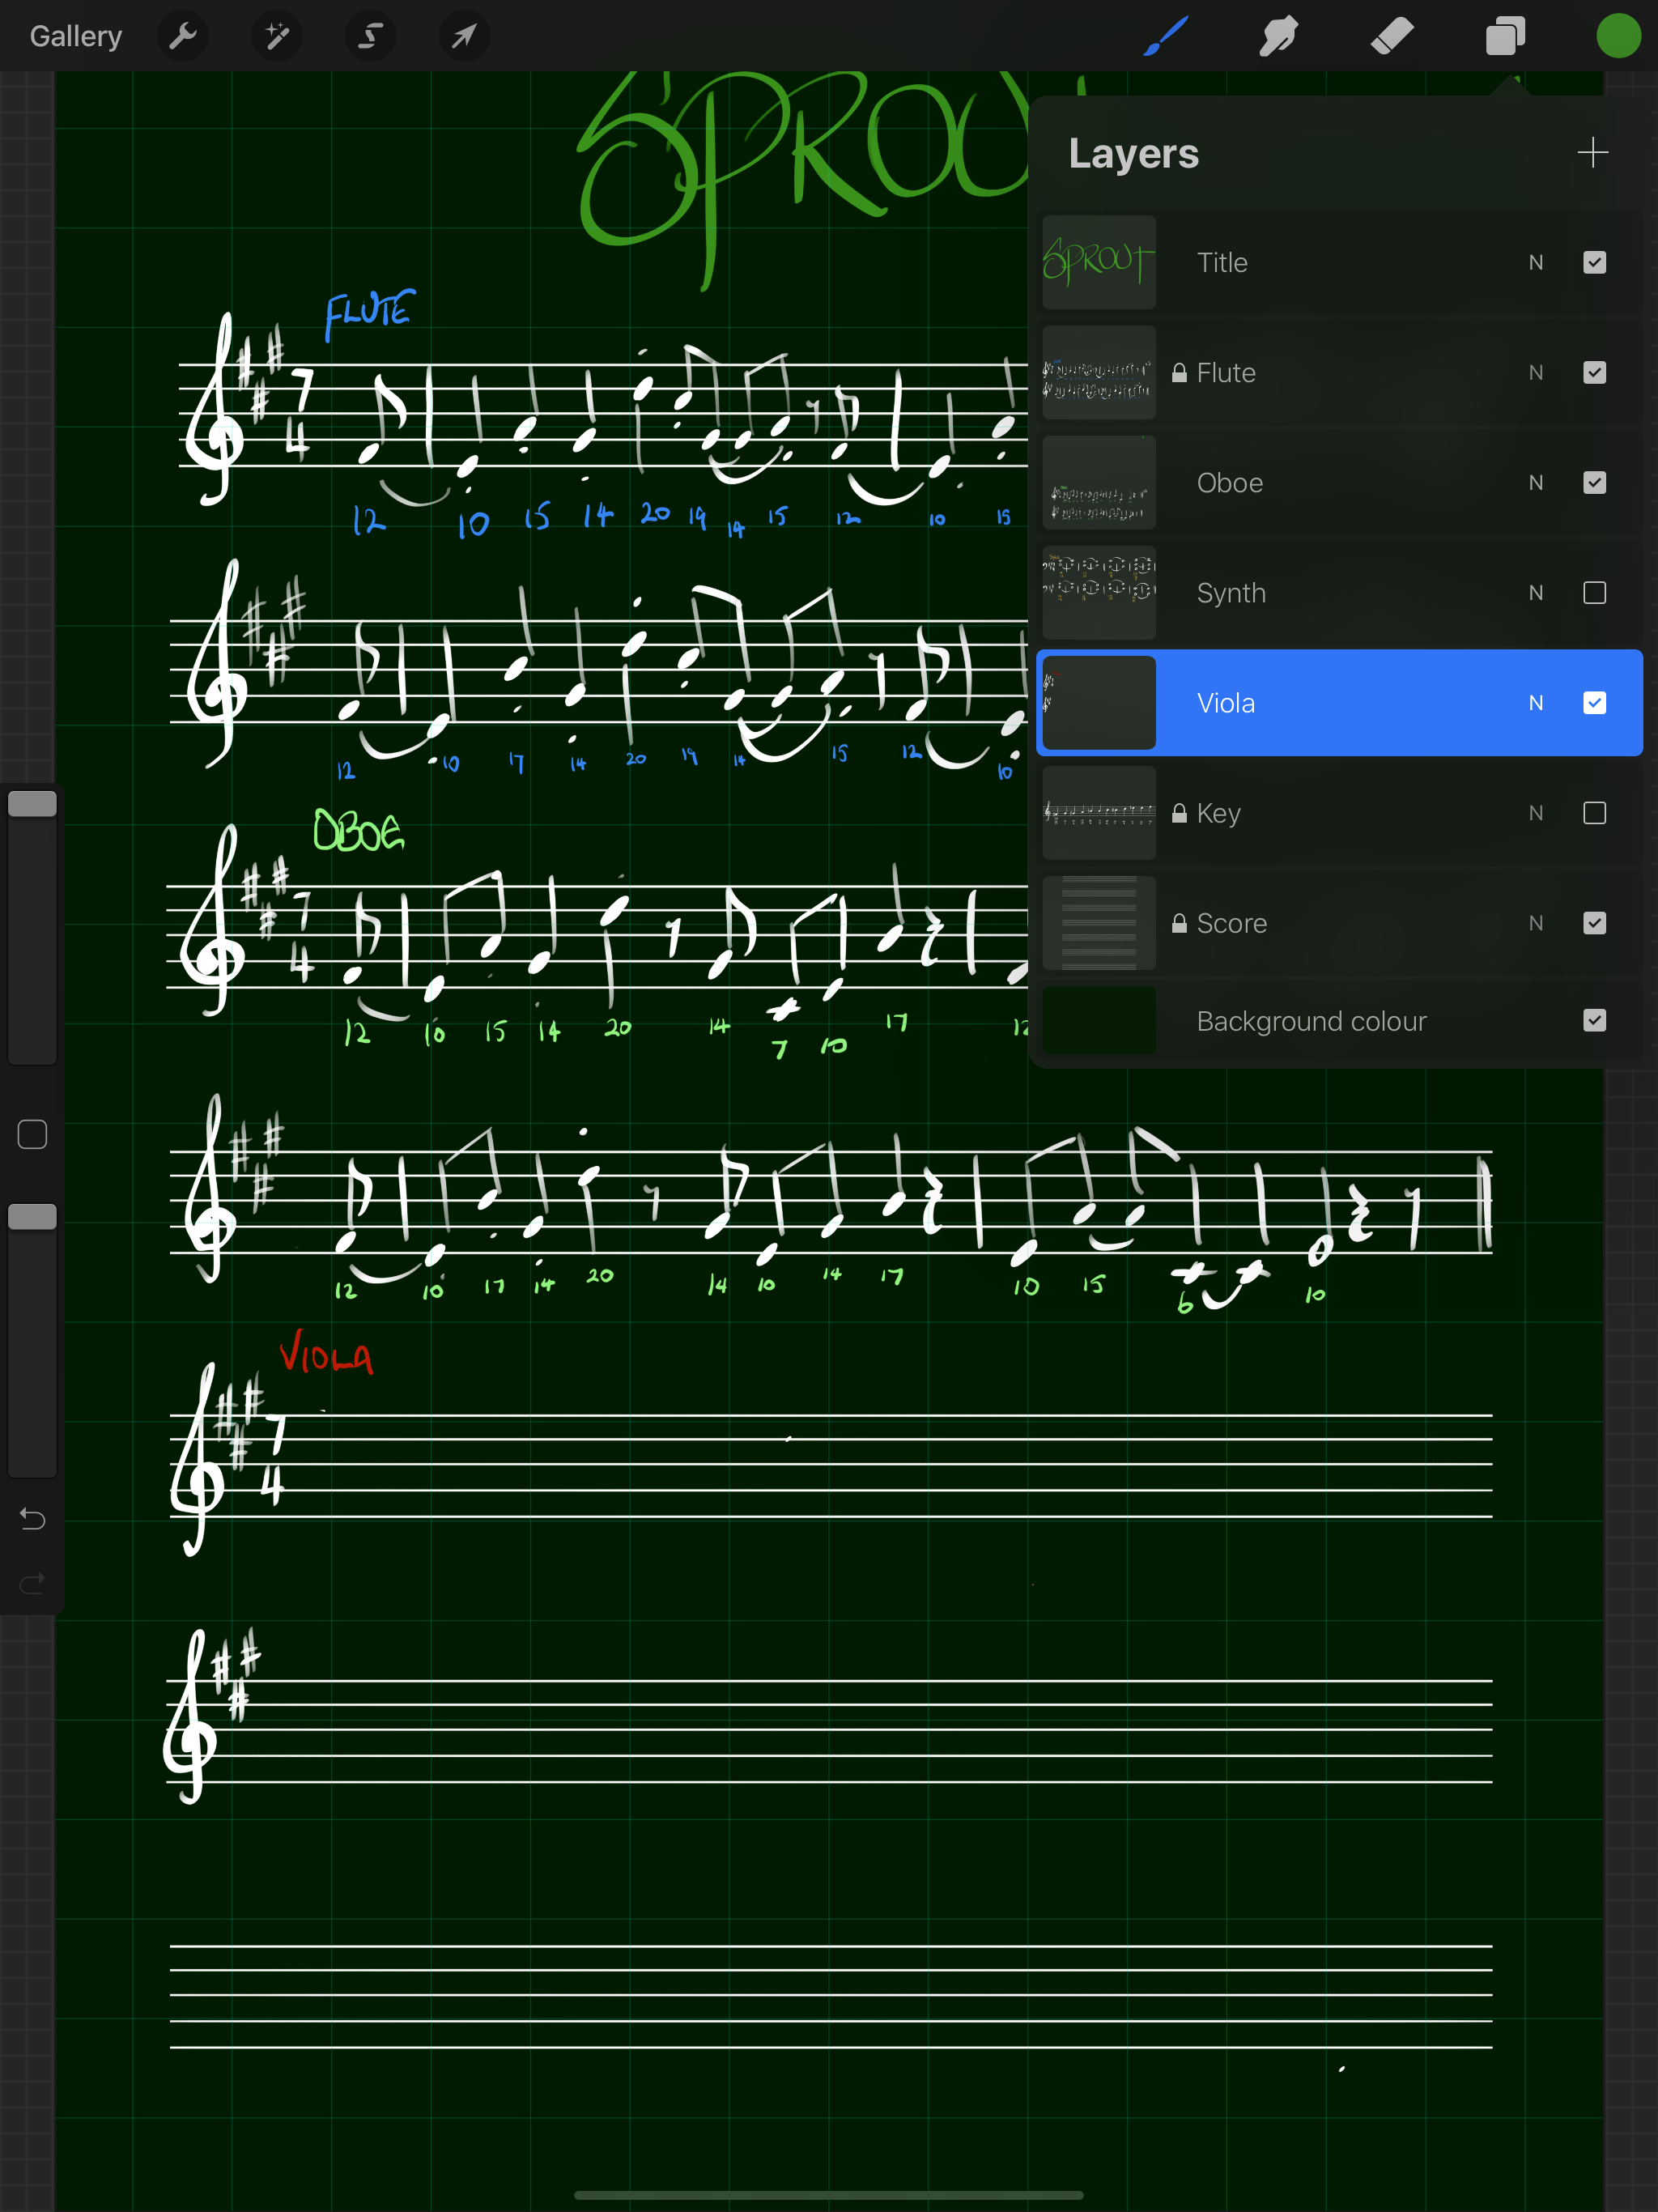 Gallery
SPROU
Layers
Title N
Flute N
Oboe N
Synth N
Viola N
Key N
Score N
Background colour
FLUTE
7
4
12 10 15 14 20 19 14 15 12 10 15
12 10 17 14 20 19 14 15 12 10
OBOE
7
4
12 10 15 14 20 14 7 10 17 12
12 10 17 14 20 14 10 14 17 10 15 6 10
VIOLA
7
4